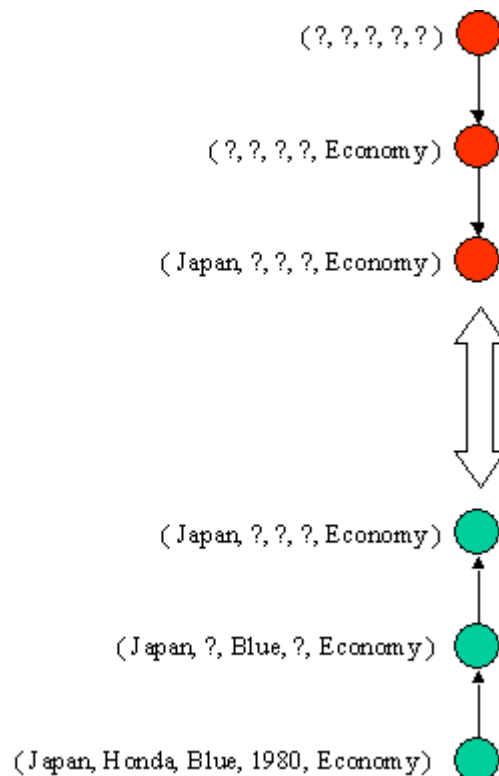 (?, ?, ?, ?, ?)
(?, ?, ?, ?, Economy)
(Japan, ?, ?, ?, Economy)
(Japan, ?, ?, ?, Economy)
(Japan, ?, Blue, ?, Economy)
(Japan, Honda, Blue, 1980, Economy)